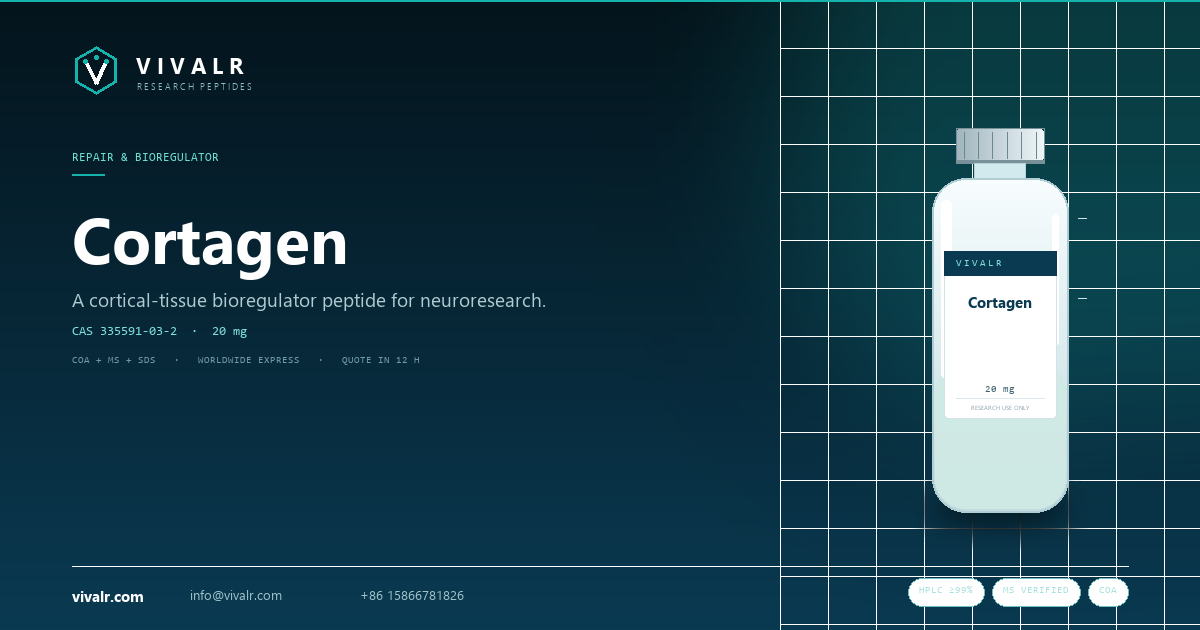 VIVALR
RESEARCH PEPTIDES
REPAIR & BIOREGULATOR
Cortagen
A cortical-tissue bioregulator peptide for neuroresearch.
CAS 335591-03-2 · 20 mg
COA + MS + SDS · WORLDWIDE EXPRESS · QUOTE IN 12 H
VIVALR
Cortagen
20 mg
RESEARCH USE ONLY
vivalr.com info@vivalr.com +86 15866781826
HPLC ≥99% MS VERIFIED COA